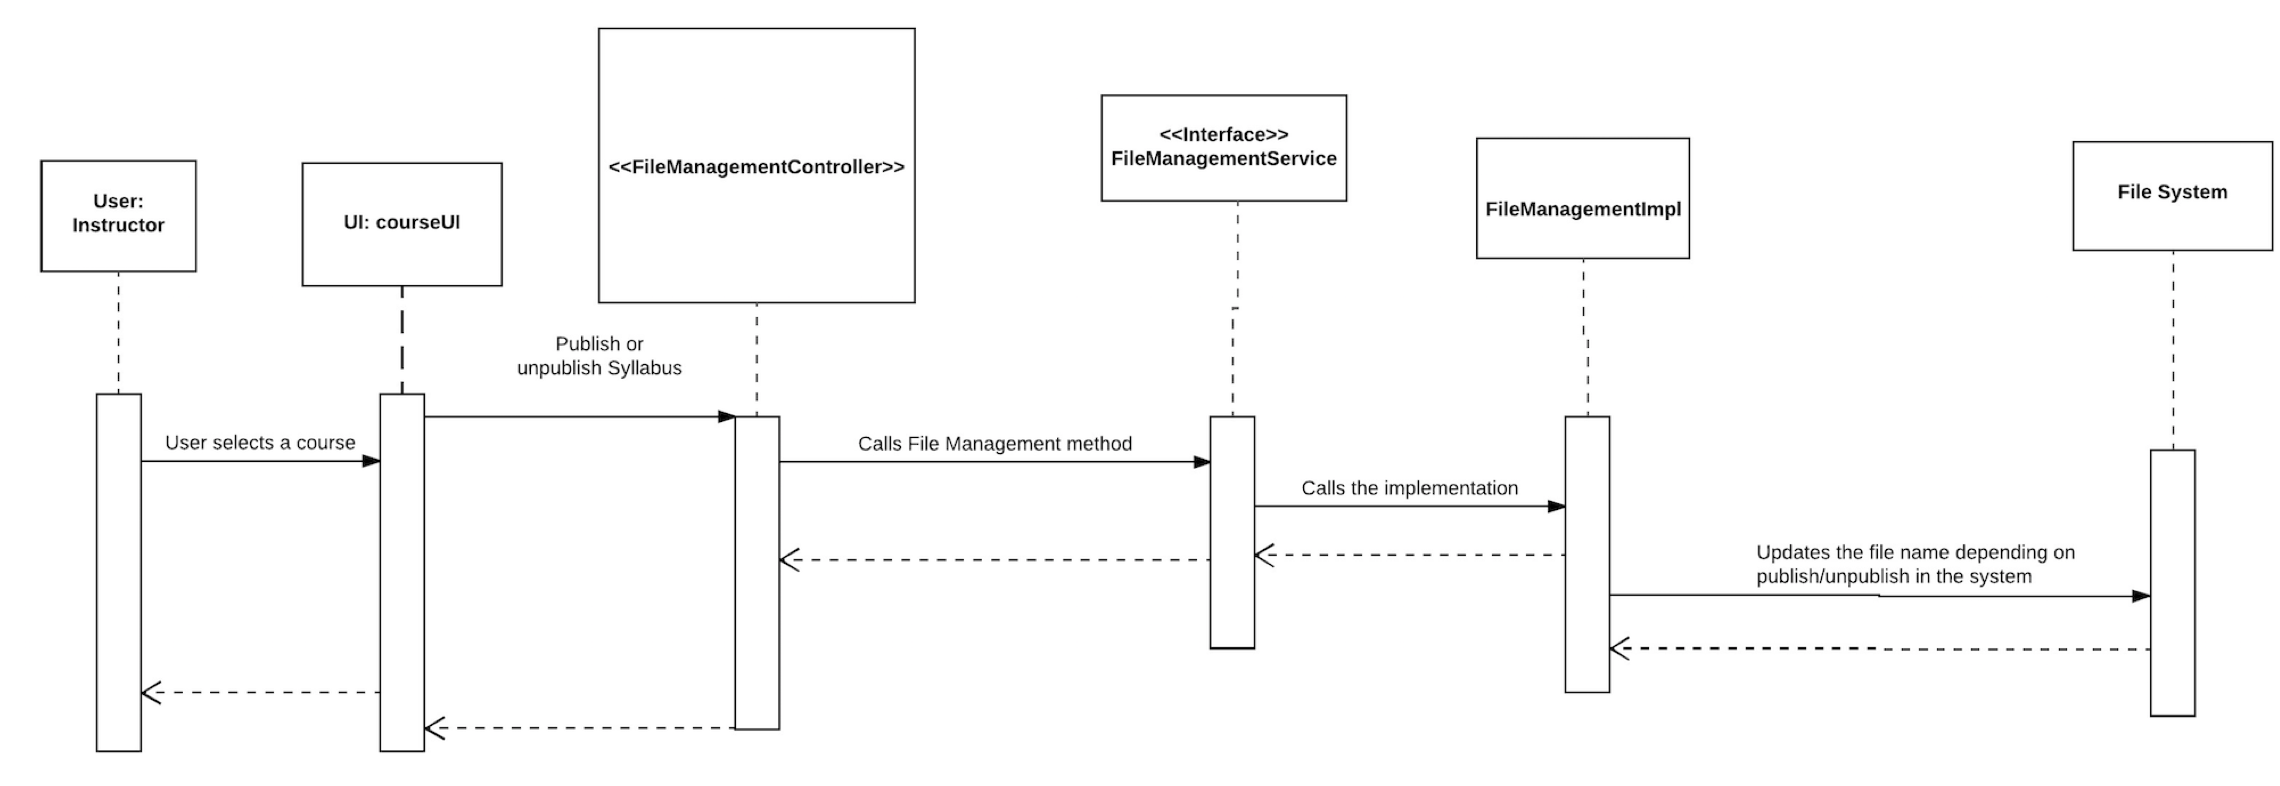 User:
Instructor
UI: courseUI
<<FileManagementController>>
<<Interface>>
FileManagementService
FileManagementImpl
File System
Publish or
unpublish Syllabus
User selects a course
Calls File Management method
Calls the implementation
Updates the file name depending on
publish/unpublish in the system